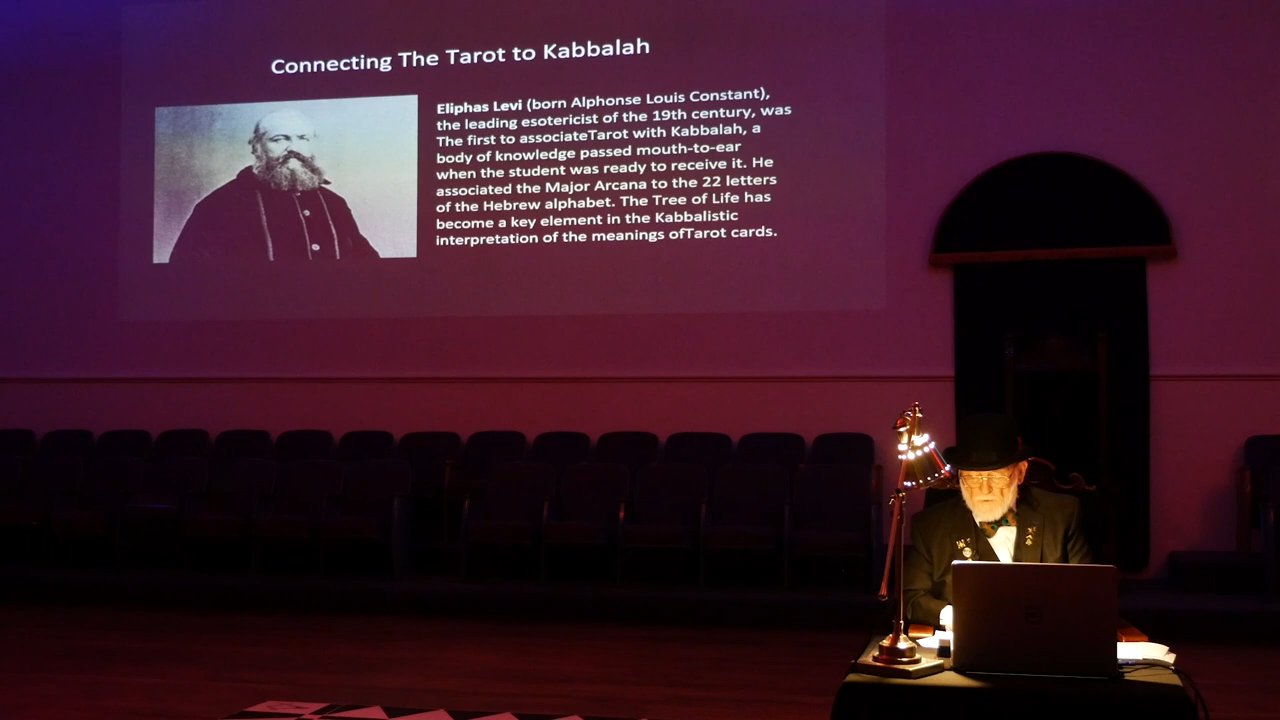 Connecting The Tarot to Kabbalah
Eliphas Levi (born Alphonse Louis Constant),
the leading esotericist of the 19th century, was
The first to associateTarot with Kabbalah, a
body of knowledge passed mouth-to-ear
when the student was ready to receive it. He
associated the Major Arcana to the 22 letters
of the Hebrew alphabet. The Tree of Life has
become a key element in the Kabbalistic
interpretation of the meanings ofTarot cards.